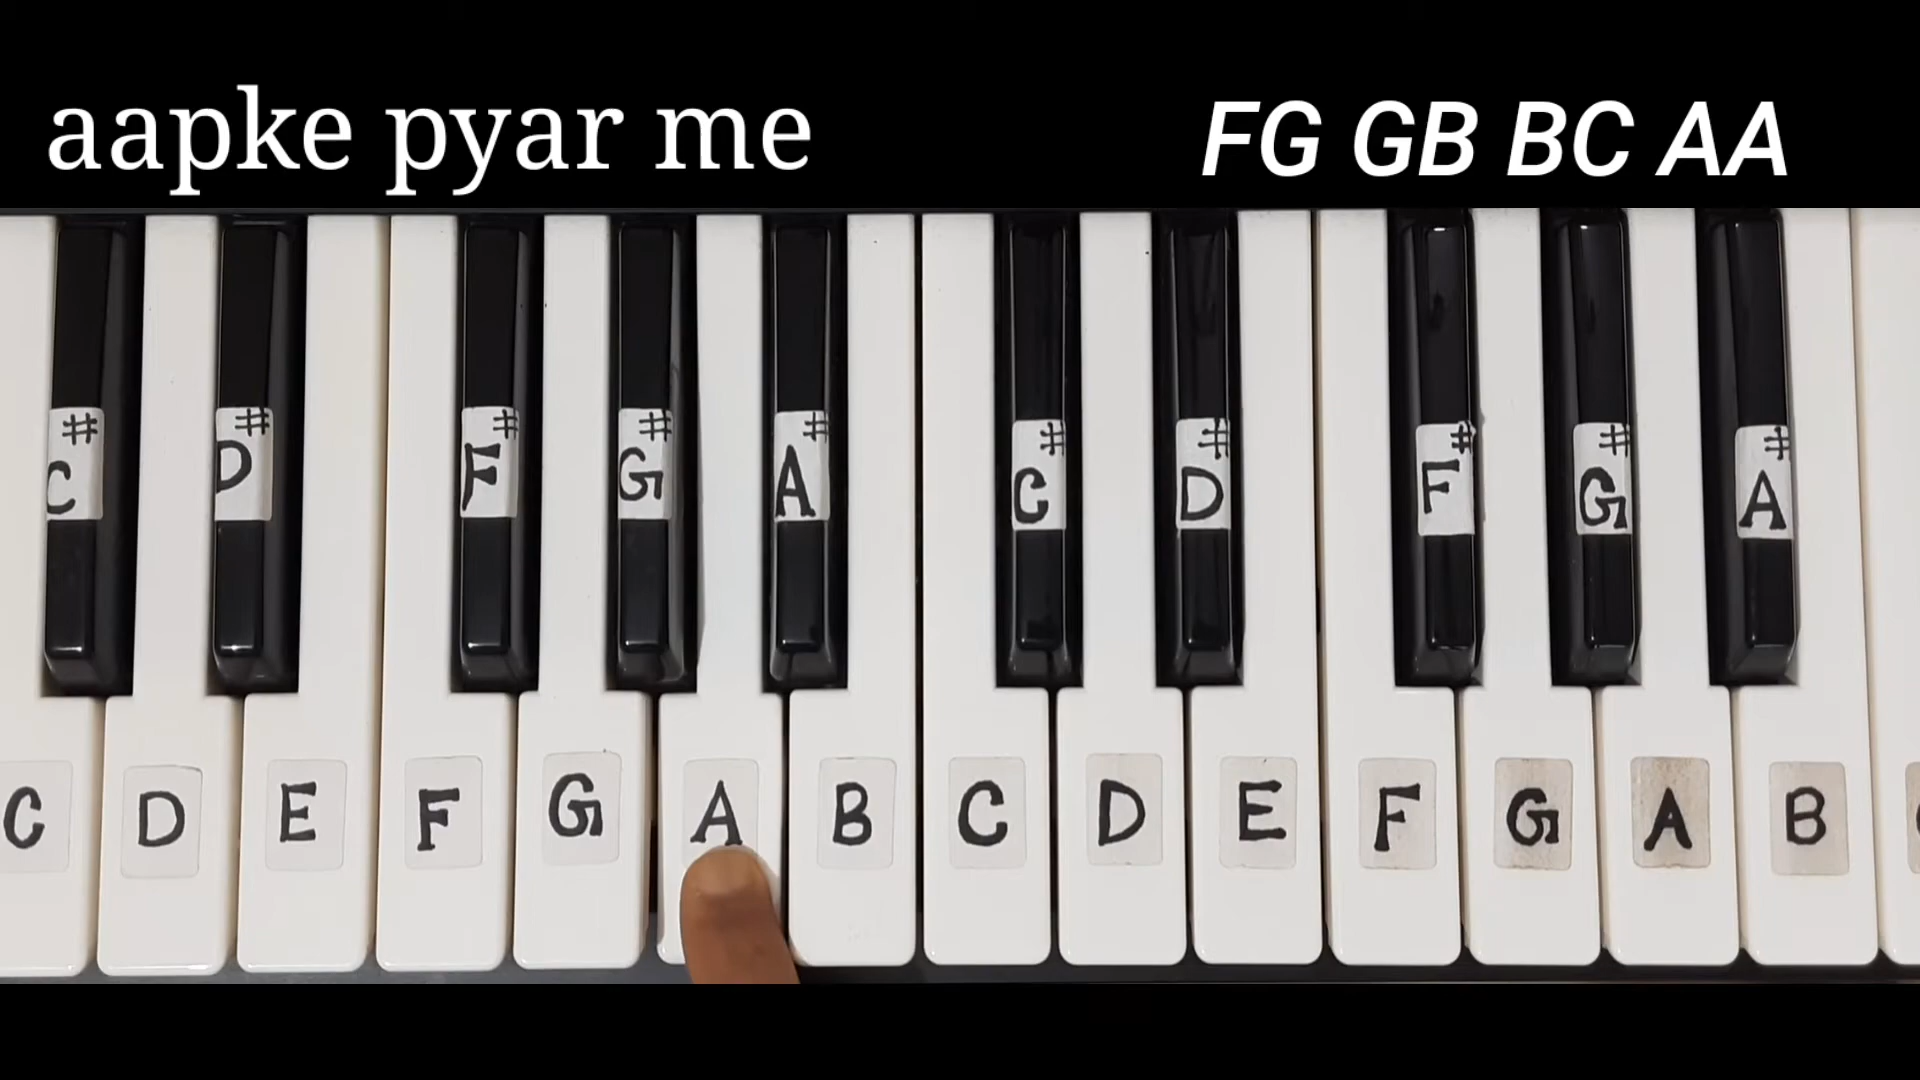 aapke pyar me FG GB BC AA
C# D# F# G# A# C# D# F# G# A#
C D E F G A B C D E F G A B